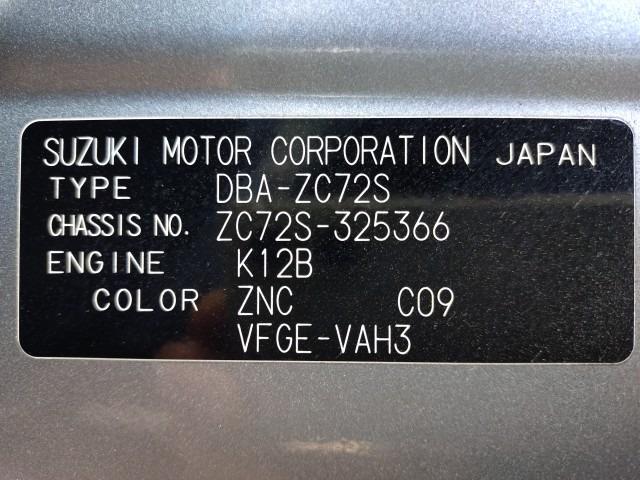 SUZUKI MOTOR CORPORATION JAPAN
TYPE DBA-ZC72S
CHASSIS NO. ZC72S-325366
ENGINE K12B
COLOR ZNC C09
VFGE-VAH3